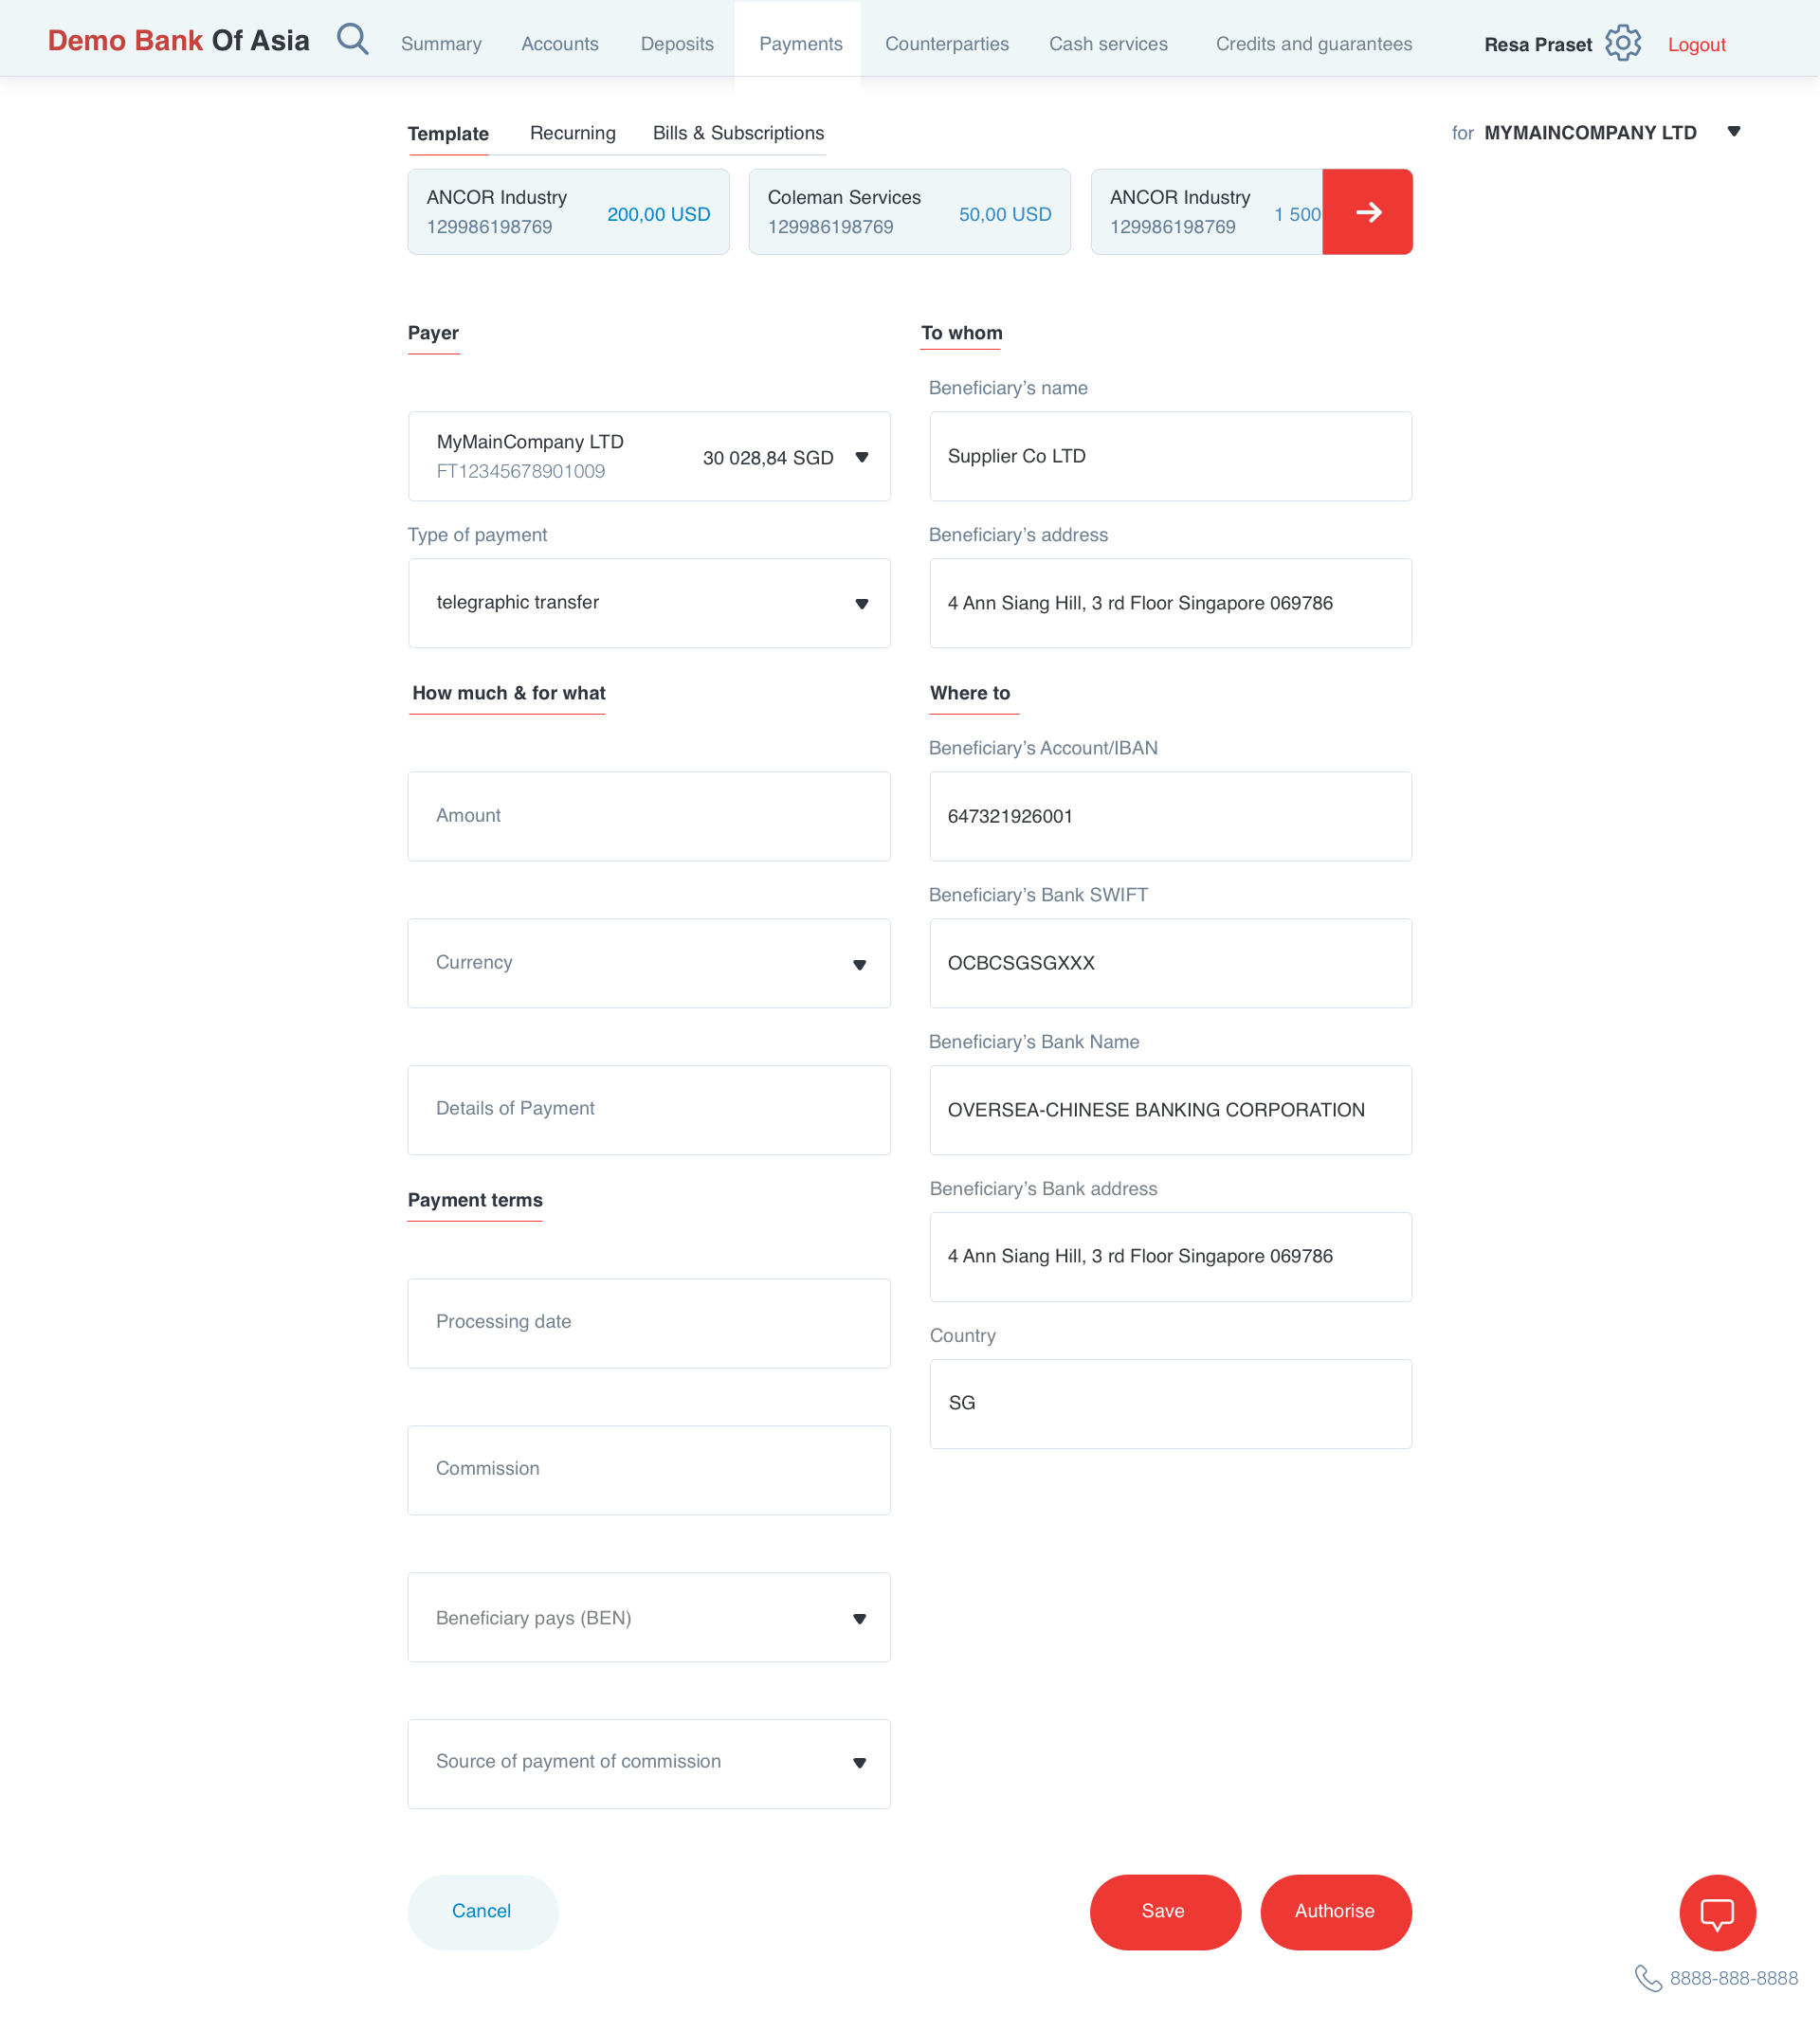 Demo Bank Of Asia
Summary
Accounts
Deposits
Payments
Counterparties
Cash services
Credits and guarantees
Resa Praset
Logout
Template
Recurring
Bills & Subscriptions
for MYMAINCOMPANY LTD
ANCOR Industry
129986198769
200,00 USD
Coleman Services
129986198769
50,00 USD
ANCOR Industry
129986198769
1 500
Payer
MyMainCompany LTD
FT12345678901009
30 028,84 SGD
Type of payment
telegraphic transfer
To whom
Beneficiary’s name
Supplier Co LTD
Beneficiary’s address
4 Ann Siang Hill, 3 rd Floor Singapore 069786
How much & for what
Amount
Currency
Details of Payment
Where to
Beneficiary’s Account/IBAN
647321926001
Beneficiary’s Bank SWIFT
OCBCSGSGXXX
Beneficiary’s Bank Name
OVERSEA-CHINESE BANKING CORPORATION
Beneficiary’s Bank address
4 Ann Siang Hill, 3 rd Floor Singapore 069786
Country
SG
Payment terms
Processing date
Commission
Beneficiary pays (BEN)
Source of payment of commission
Cancel
Save
Authorise
8888-888-8888